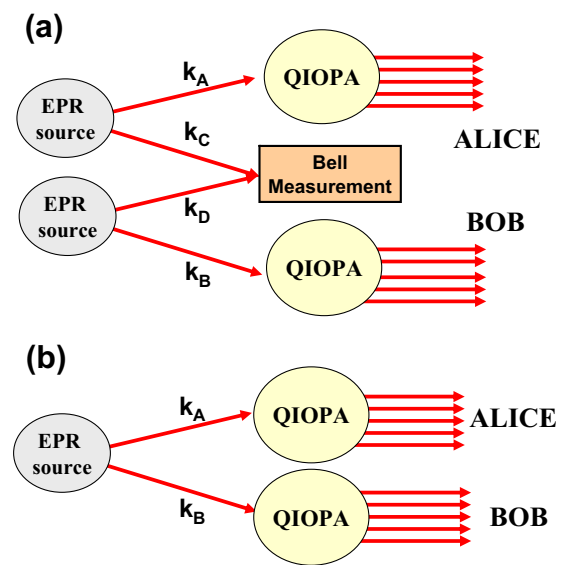 (a)
k_A
QIOPA
EPR
source
k_C
ALICE
Bell
Measurement
EPR
source
k_D
BOB
k_B
QIOPA
(b)
k_A
QIOPA
ALICE
EPR
source
k_B
QIOPA
BOB